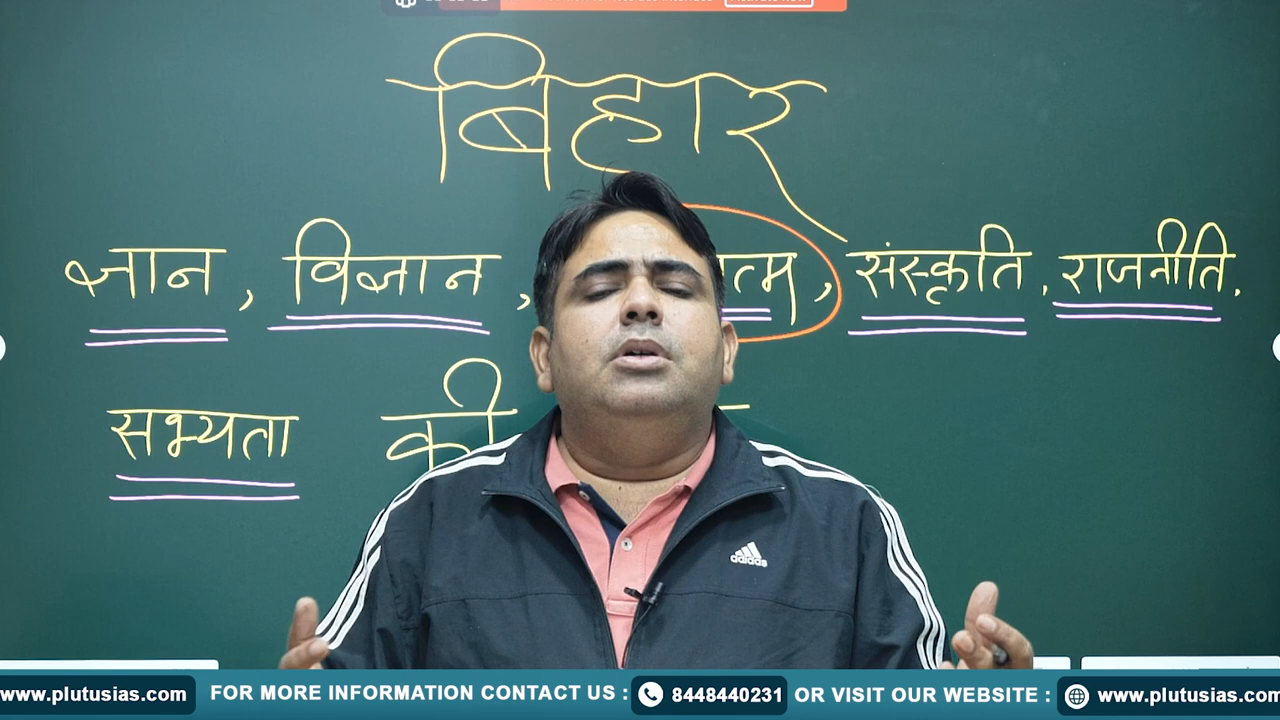 बिहार
ज्ञान, विज्ञान, त्म, संस्कृति, राजनीति.
सभ्यता की
adidas
www.plutusias.com FOR MORE INFORMATION CONTACT US : 8448440231 OR VISIT OUR WEBSITE : www.plutusias.com